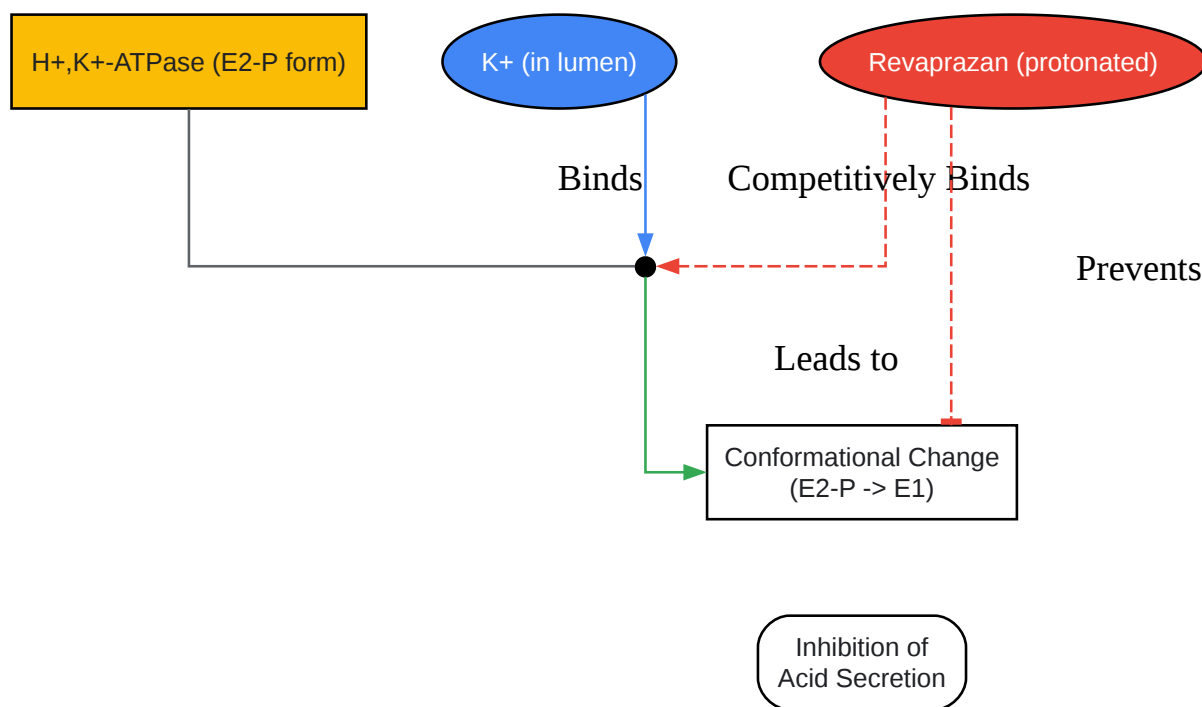 H+,K+-ATPase (E2-P form)
K+ (in lumen)
Revaprazan (protonated)
Binds
Competitively Binds
Prevents
Leads to
Conformational Change
(E2-P -> E1)
Inhibition of
Acid Secretion